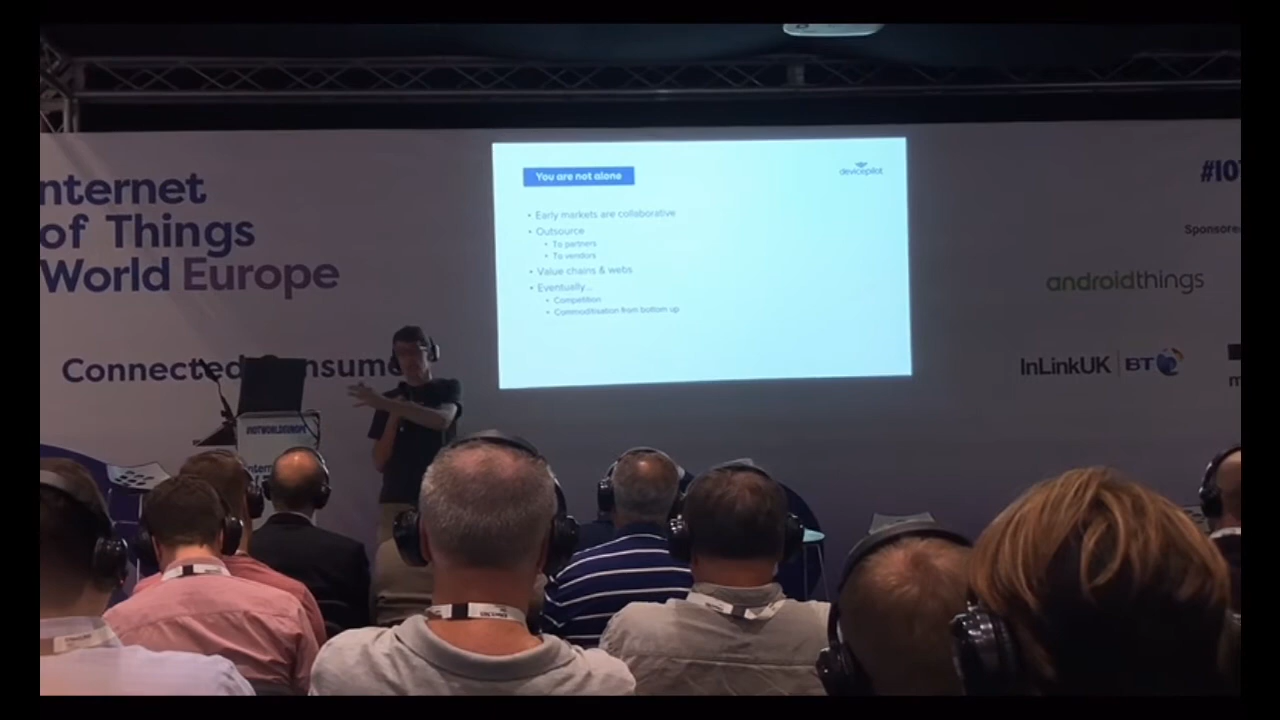 nternet
of Things
World Europe
Connected
nsume
#IOTWORLDEUROPE
You are not alone
devicepilot
• Early markets are collaborative
• Outsource
• To partners
• To vendors
• Value chains & webs
• Eventually...
• Competition
• Commoditisation from bottom up
#IO
Sponsore
androidthings
InLinkUK | BT
m